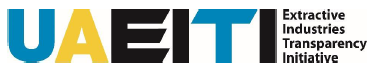 UAEITI
Extractive
Industries
Transparency
Initiative